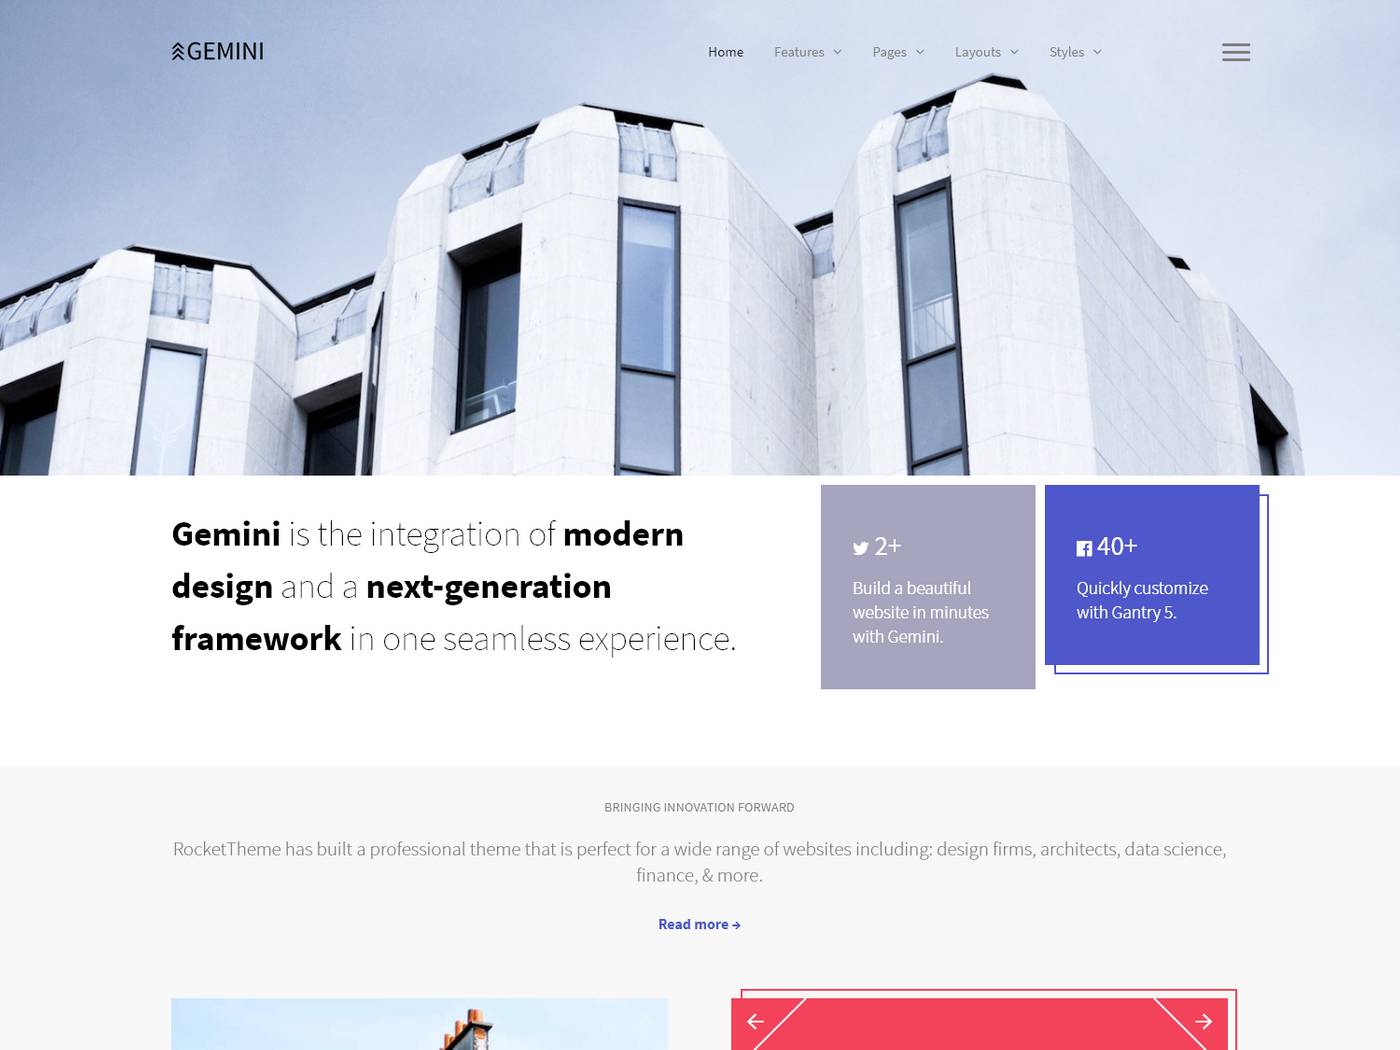 GEMINI
Home Features Pages Layouts Styles
Gemini is the integration of modern
design and a next-generation
framework in one seamless experience.
2+
Build a beautiful
website in minutes
with Gemini.
40+
Quickly customize
with Gantry 5.
BRINGING INNOVATION FORWARD
RocketTheme has built a professional theme that is perfect for a wide range of websites including: design firms, architects, data science,
finance, & more.
Read more →